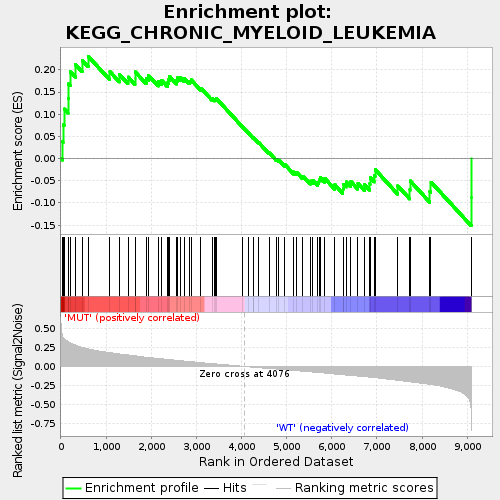 Enrichment plot:
KEGG_CHRONIC_MYELOID_LEUKEMIA
Enrichment score (ES)
0.20
0.15
0.10
0.05
0.00
-0.05
-0.10
-0.15
'MUT' (positively correlated)
Ranked list metric (Signal2Noise)
0.50
0.25
0.00
-0.25
-0.50
-0.75
Zero cross at 4076
'WT' (negatively correlated)
0
1,000
2,000
3,000
4,000
5,000
6,000
7,000
8,000
9,000
Rank in Ordered Dataset
Enrichment profile
Hits
Ranking metric scores